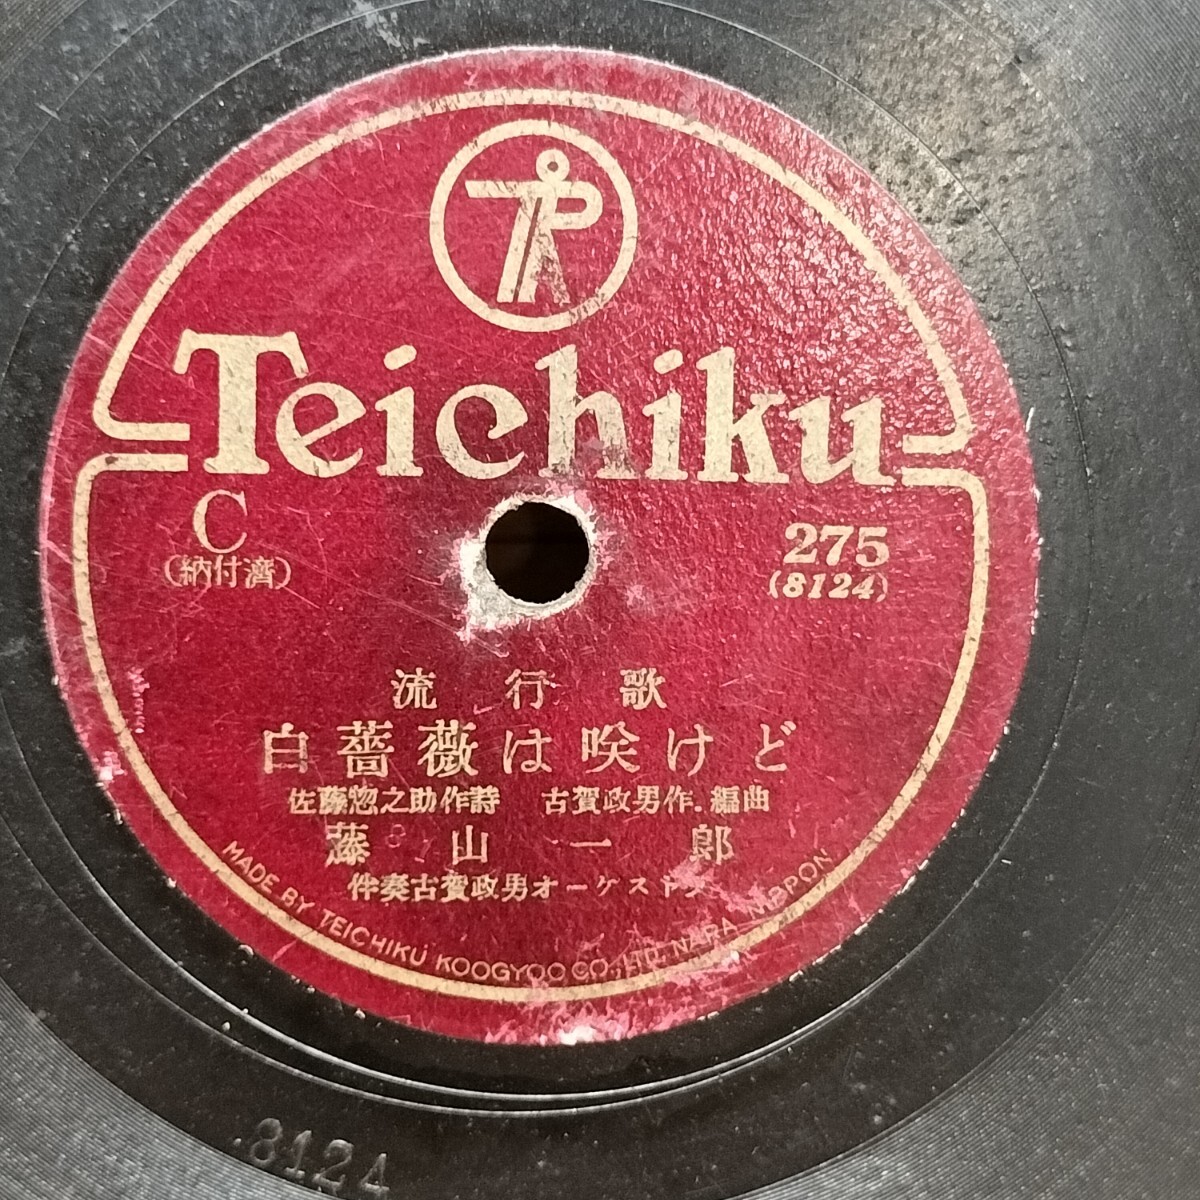 Teichiku
C
(納付濟)
275
(8124)
流行歌
白薔薇は咲けど
佐藤惣之助作詩 古賀政男作.編曲
藤山一郎
伴奏古賀政男オーケストラ
MADE BY TEICHIKU KOOGYOO CO., LTD. NARA NIPPON
8124